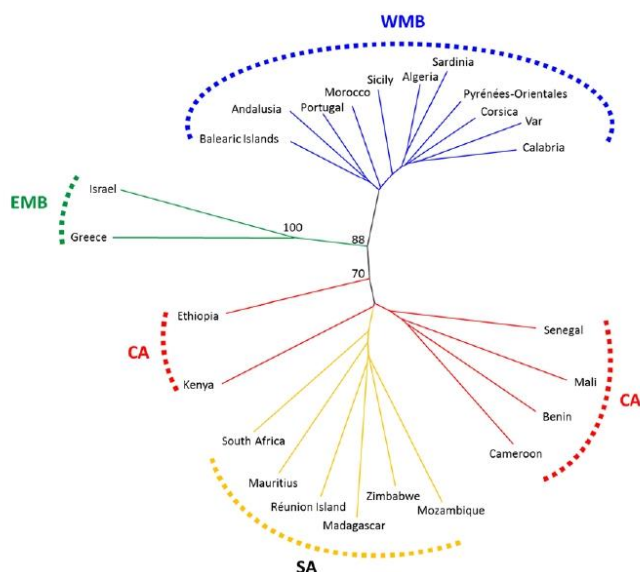 WMB
Sardinia
Algeria
Sicily
Pyrénées-Orientales
Morocco
Andalusia
Portugal
Corsica
Var
Balearic Islands
Calabria
Israel
EMB
100
88
Greece
70
Ethiopia
Senegal
CA
Kenya
Mali
CA
Benin
South Africa
Cameroon
Mauritius
Zimbabwe
Réunion Island
Mozambique
Madagascar
SA